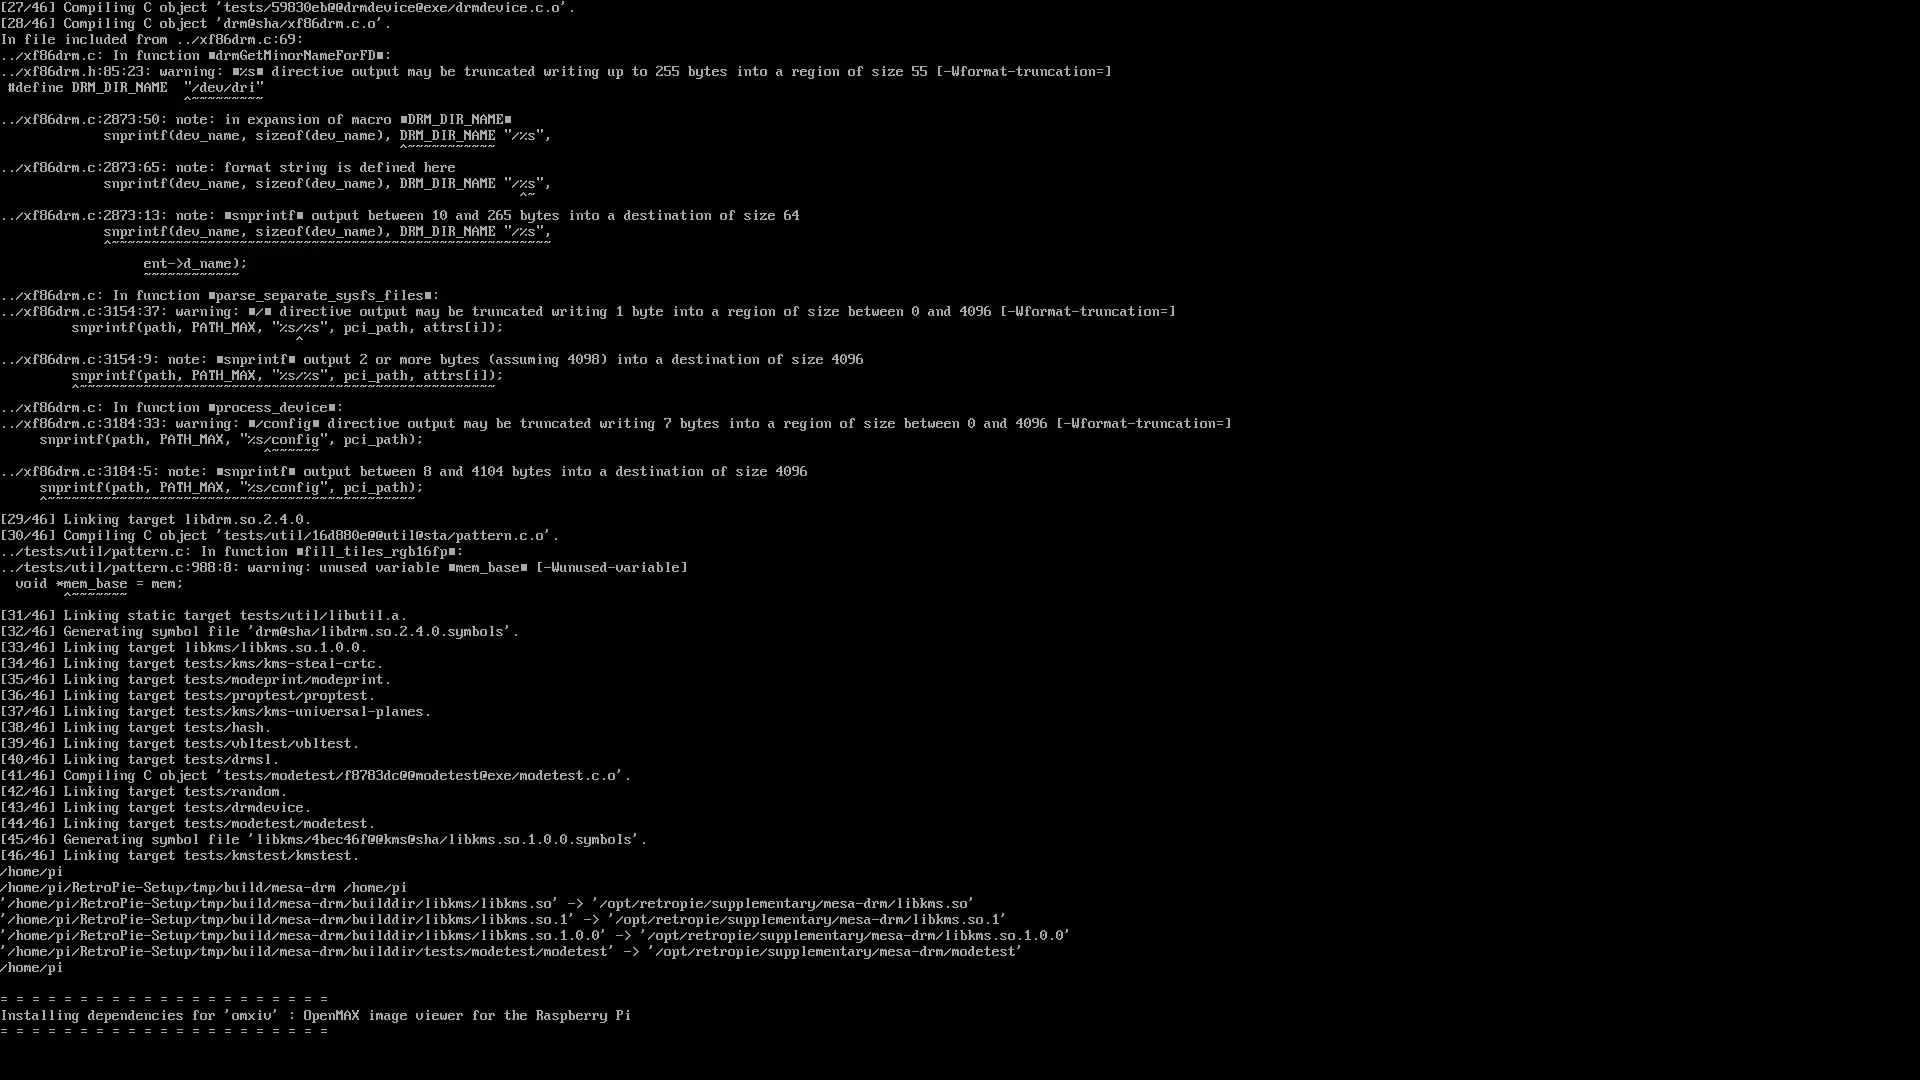 [27/46] Compiling C object 'tests/59830eb@@drmdevice@exe/drmdevice.c.o'.
[28/46] Compiling C object 'drm@sha/xf86drm.c.o'.
In file included from ../xf86drm.c:69:
../xf86drm.c: In function ■drmGetMinorNameForFD■:
../xf86drm.h:85:23: warning: ■%s■ directive output may be truncated writing up to 255 bytes into a region of size 55 [-Wformat-truncation=]
 #define DRM_DIR_NAME  "/dev/dri"
                       ^~~~~~~~~~
../xf86drm.c:2873:50: note: in expansion of macro ■DRM_DIR_NAME■
             snprintf(dev_name, sizeof(dev_name), DRM_DIR_NAME "/%s",
                                                  ^~~~~~~~~~~~
../xf86drm.c:2873:65: note: format string is defined here
             snprintf(dev_name, sizeof(dev_name), DRM_DIR_NAME "/%s",
                                                                 ^~
../xf86drm.c:2873:13: note: ■snprintf■ output between 10 and 265 bytes into a destination of size 64
             snprintf(dev_name, sizeof(dev_name), DRM_DIR_NAME "/%s",
             ^~~~~~~~~~~~~~~~~~~~~~~~~~~~~~~~~~~~~~~~~~~~~~~~~~~~~~~~
                  ent->d_name);
                  ~~~~~~~~~~~~
../xf86drm.c: In function ■parse_separate_sysfs_files■:
../xf86drm.c:3154:37: warning: ■/■ directive output may be truncated writing 1 byte into a region of size between 0 and 4096 [-Wformat-truncation=]
         snprintf(path, PATH_MAX, "%s/%s", pci_path, attrs[i]);
                                     ^
../xf86drm.c:3154:9: note: ■snprintf■ output 2 or more bytes (assuming 4098) into a destination of size 4096
         snprintf(path, PATH_MAX, "%s/%s", pci_path, attrs[i]);
         ^~~~~~~~~~~~~~~~~~~~~~~~~~~~~~~~~~~~~~~~~~~~~~~~~~~~~
../xf86drm.c: In function ■process_device■:
../xf86drm.c:3184:33: warning: ■/config■ directive output may be truncated writing 7 bytes into a region of size between 0 and 4096 [-Wformat-truncation=]
     snprintf(path, PATH_MAX, "%s/config", pci_path);
                                 ^~~~~~~
../xf86drm.c:3184:5: note: ■snprintf■ output between 8 and 4104 bytes into a destination of size 4096
     snprintf(path, PATH_MAX, "%s/config", pci_path);
     ^~~~~~~~~~~~~~~~~~~~~~~~~~~~~~~~~~~~~~~~~~~~~~~
[29/46] Linking target libdrm.so.2.4.0.
[30/46] Compiling C object 'tests/util/16d880e@@util@sta/pattern.c.o'.
../tests/util/pattern.c: In function ■fill_tiles_rgb16fp■:
../tests/util/pattern.c:988:8: warning: unused variable ■mem_base■ [-Wunused-variable]
  void *mem_base = mem;
        ^~~~~~~~
[31/46] Linking static target tests/util/libutil.a.
[32/46] Generating symbol file 'drm@sha/libdrm.so.2.4.0.symbols'.
[33/46] Linking target libkms/libkms.so.1.0.0.
[34/46] Linking target tests/kms/kms-steal-crtc.
[35/46] Linking target tests/modeprint/modeprint.
[36/46] Linking target tests/proptest/proptest.
[37/46] Linking target tests/kms/kms-universal-planes.
[38/46] Linking target tests/hash.
[39/46] Linking target tests/vbltest/vbltest.
[40/46] Linking target tests/drmsl.
[41/46] Compiling C object 'tests/modetest/f8783dc@@modetest@exe/modetest.c.o'.
[42/46] Linking target tests/random.
[43/46] Linking target tests/drmdevice.
[44/46] Linking target tests/modetest/modetest.
[45/46] Generating symbol file 'libkms/4bec46f@@kms@sha/libkms.so.1.0.0.symbols'.
[46/46] Linking target tests/kmstest/kmstest.
/home/pi
/home/pi/RetroPie-Setup/tmp/build/mesa-drm /home/pi
'/home/pi/RetroPie-Setup/tmp/build/mesa-drm/builddir/libkms/libkms.so' -> '/opt/retropie/supplementary/mesa-drm/libkms.so'
'/home/pi/RetroPie-Setup/tmp/build/mesa-drm/builddir/libkms/libkms.so.1' -> '/opt/retropie/supplementary/mesa-drm/libkms.so.1'
'/home/pi/RetroPie-Setup/tmp/build/mesa-drm/builddir/libkms/libkms.so.1.0.0' -> '/opt/retropie/supplementary/mesa-drm/libkms.so.1.0.0'
'/home/pi/RetroPie-Setup/tmp/build/mesa-drm/builddir/tests/modetest/modetest' -> '/opt/retropie/supplementary/mesa-drm/modetest'
/home/pi
= = = = = = = = = = = = = = = = = = = = =
Installing dependencies for 'omxiv' : OpenMAX image viewer for the Raspberry Pi
= = = = = = = = = = = = = = = = = = = = =